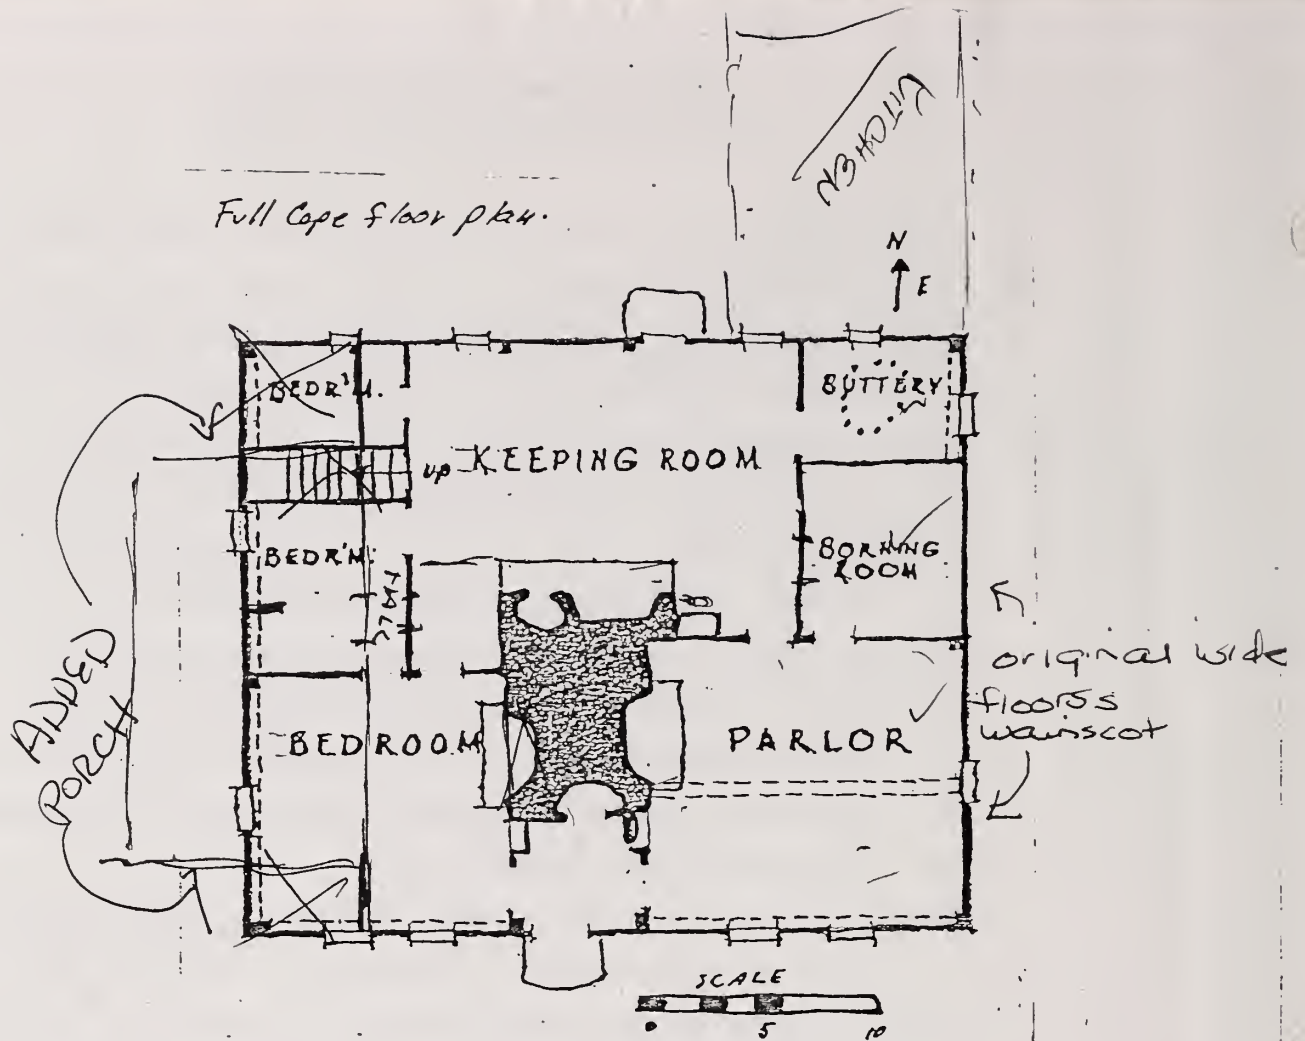 KITCHEN
Full Cape floor plan.
N
E
BEDR'M.
BUTTERY
UP KEEPING ROOM
BEDR'M.
BORNING
ROOM
ADDED
PORCH
original wide
floors
wainscot
BEDROOM
PARLOR
SCALE
0 5 10